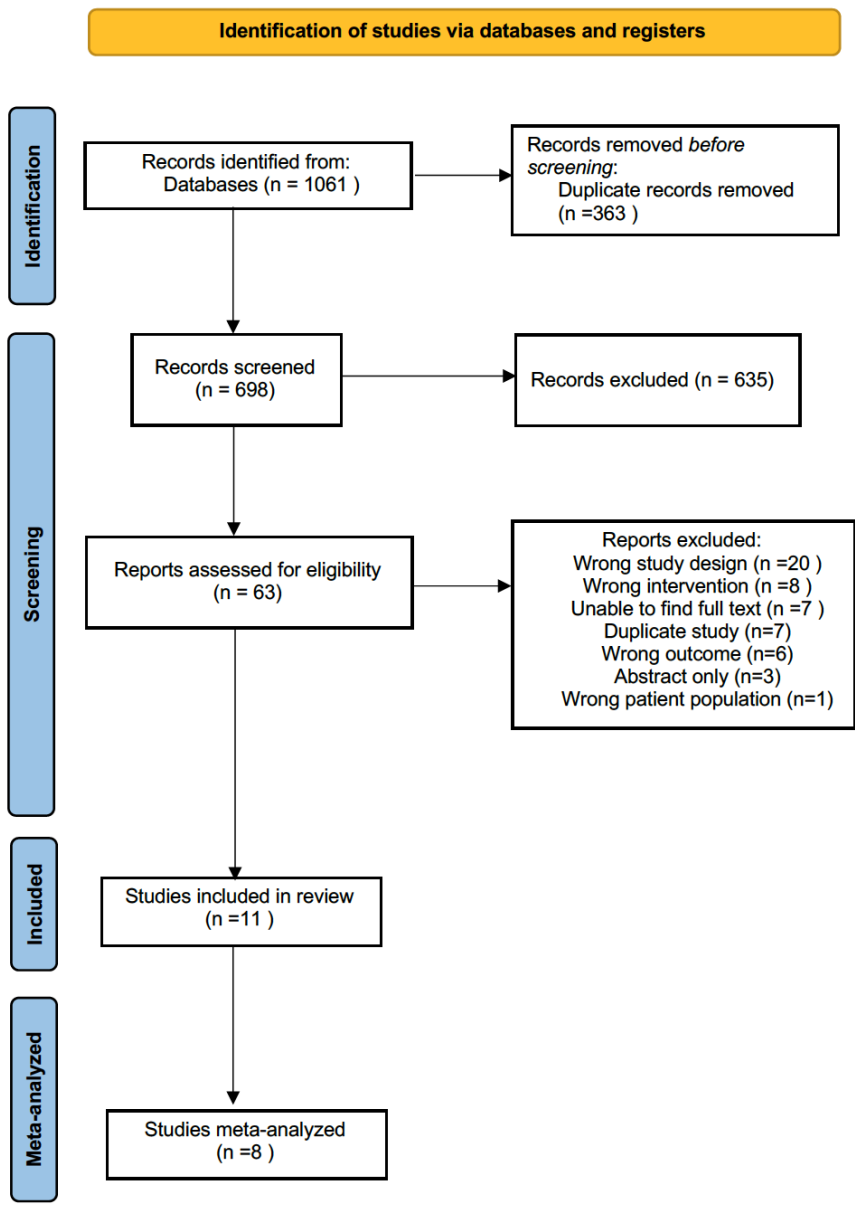 Identification of studies via databases and registers
Identification
Records identified from:
Databases (n = 1061 )
Records removed before
screening:
Duplicate records removed
(n =363 )
Screening
Records screened
(n = 698)
Records excluded (n = 635)
Reports assessed for eligibility
(n = 63)
Reports excluded:
Wrong study design (n =20 )
Wrong intervention (n =8 )
Unable to find full text (n =7 )
Duplicate study (n=7)
Wrong outcome (n=6)
Abstract only (n=3)
Wrong patient population (n=1)
Included
Studies included in review
(n =11 )
Meta-analyzed
Studies meta-analyzed
(n =8 )